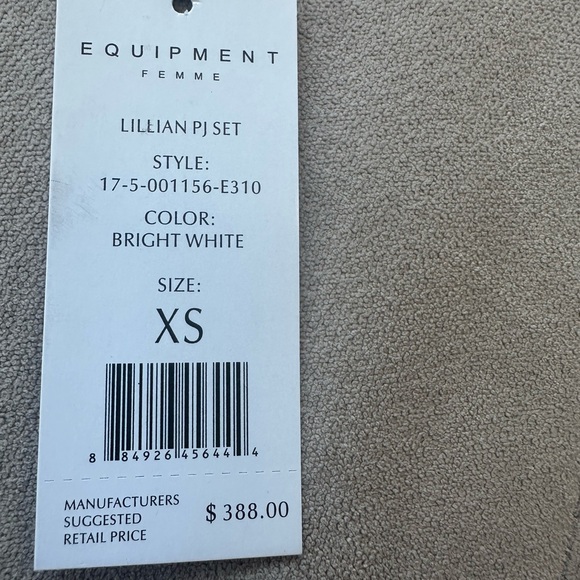 EQUIPMENT
FEMME
LILLIAN PJ SET
STYLE:
17-5-001156-E310
COLOR:
BRIGHT WHITE
SIZE:
XS
8 84926 45644 4
MANUFACTURERS
SUGGESTED
RETAIL PRICE
$ 388.00